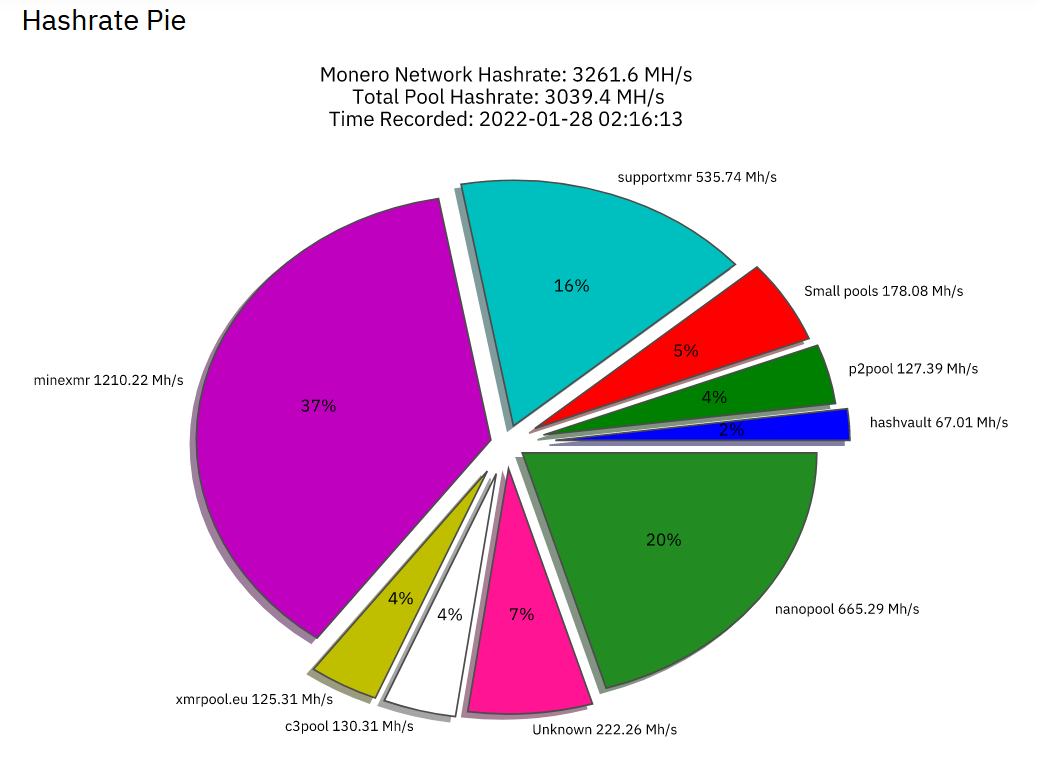 Hashrate Pie
Monero Network Hashrate: 3261.6 MH/s
Total Pool Hashrate: 3039.4 MH/s
Time Recorded: 2022-01-28 02:16:13
supportxmr 535.74 Mh/s
16%
Small pools 178.08 Mh/s
5%
p2pool 127.39 Mh/s
4%
hashvault 67.01 Mh/s
2%
minexmr 1210.22 Mh/s
37%
nanopool 665.29 Mh/s
20%
xmrpool.eu 125.31 Mh/s
4%
c3pool 130.31 Mh/s
4%
Unknown 222.26 Mh/s
7%